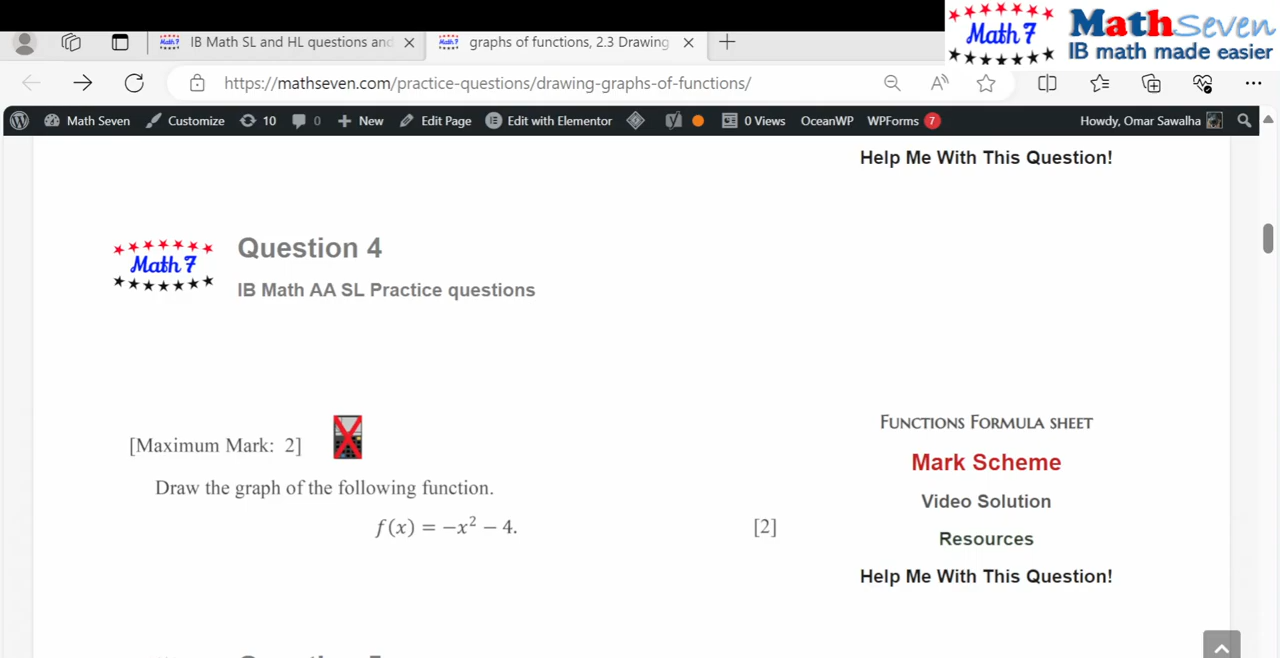 Math 7
MathSeven
IB math made easier
IB Math SL and HL questions and
graphs of functions, 2.3 Drawing
https://mathseven.com/practice-questions/drawing-graphs-of-functions/
Math Seven Customize 10 0 New Edit Page Edit with Elementor 0 Views OceanWP WPForms 7 Howdy, Omar Sawalha
Help Me With This Question!
Math 7
Question 4
IB Math AA SL Practice questions
[Maximum Mark: 2]
Draw the graph of the following function.
f(x) = −x² − 4.
[2]
Functions Formula sheet
Mark Scheme
Video Solution
Resources
Help Me With This Question!